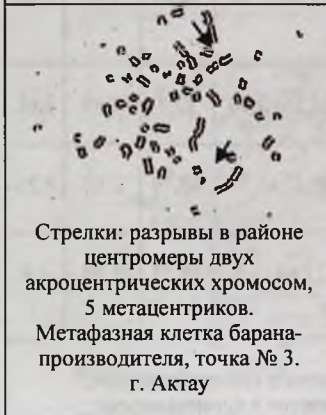 Стрелки: разрывы в районе
центромеры двух
акроцентрических хромосом,
5 метацентриков.
Метафазная клетка барана-
производителя, точка № 3.
г. Актау